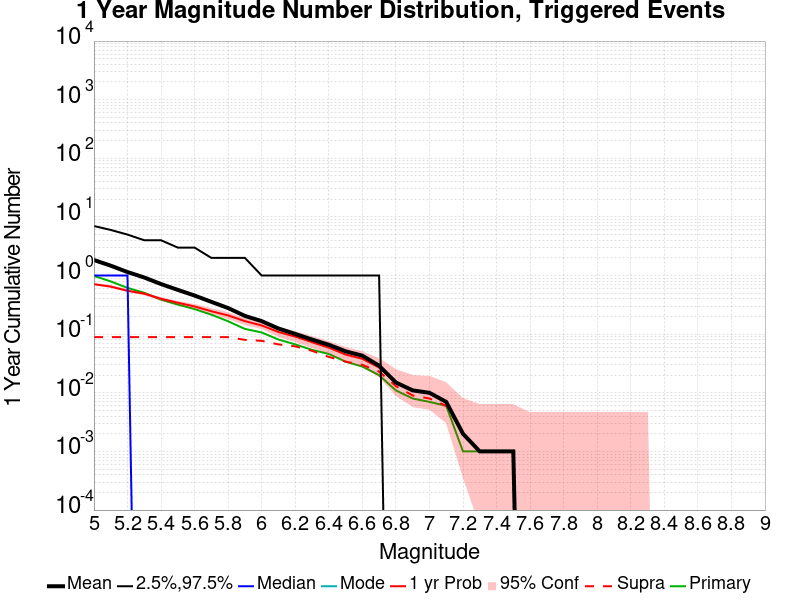 1 Year Magnitude Number Distribution, Triggered Events
1 Year Cumulative Number
10^4
10^3
10^2
10^1
10^0
10^-1
10^-2
10^-3
10^-4
5 5.2 5.4 5.6 5.8 6 6.2 6.4 6.6 6.8 7 7.2 7.4 7.6 7.8 8 8.2 8.4 8.6 8.8 9
Magnitude
Mean 2.5%,97.5% Median Mode 1 yr Prob 95% Conf Supra Primary